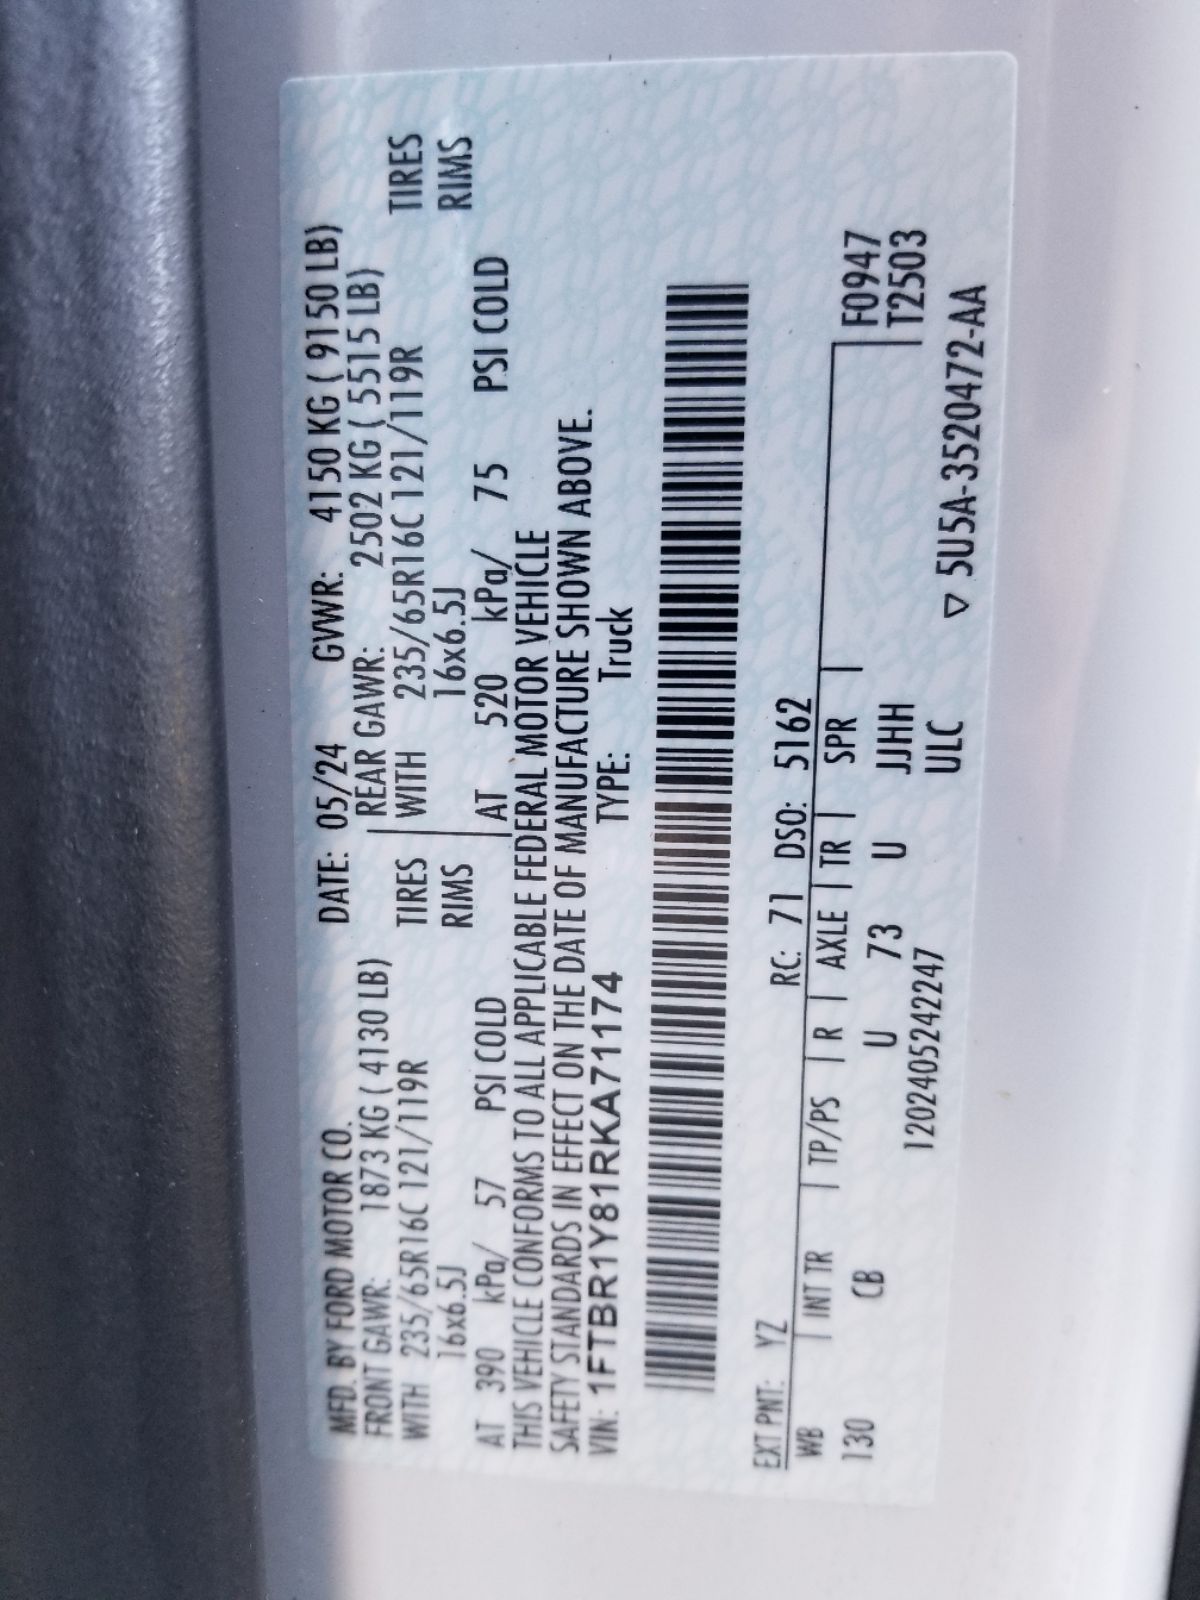 MFD. BY FORD MOTOR CO. DATE: 05/24 GVWR: 4150 KG ( 9150 LB)
FRONT GAWR: 1873 KG ( 4130 LB) REAR GAWR: 2502 KG ( 5515 LB)
WITH 235/65R16C 121/119R TIRES WITH 235/65R16C 121/119R TIRES
16x6.5J RIMS 16x6.5J RIMS
AT 390 kPa/ 57 PSI COLD AT 520 kPa/ 75 PSI COLD
THIS VEHICLE CONFORMS TO ALL APPLICABLE FEDERAL MOTOR VEHICLE
SAFETY STANDARDS IN EFFECT ON THE DATE OF MANUFACTURE SHOWN ABOVE.
VIN: 1FTBR1Y81RKA71174 TYPE: Truck
EXT PNT: YZ RC: 71 DSO: 5162
WB | INT TR | TP/PS | R | AXLE | TR | SPR | F0947
130 CB U 73 U JJHH T2503
1202405242247 ULC
▽ 5U5A-3520472-AA